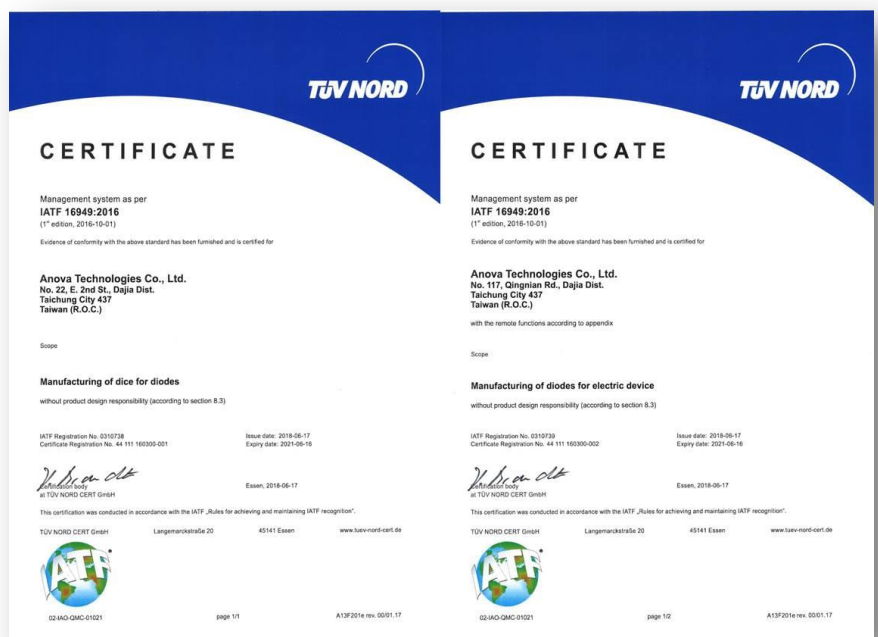 TÜV NORD
CERTIFICATE
Management system as per
IATF 16949:2016
(1st edition, 2016-10-01)
Evidence of conformity with the above standard has been furnished and is certified for
Anova Technologies Co., Ltd.
No. 22, E. 2nd St., Dajia Dist.
Taichung City 437
Taiwan (R.O.C.)
Scope
Manufacturing of dice for diodes
without product design responsibility (according to section 8.3)
IATF Registration No. 0310738
Certificate Registration No. 44 111 160300-001
Issue date: 2018-06-17
Expiry date: 2021-06-16
Certification body
at TÜV NORD CERT GmbH
Essen, 2018-06-17
This certification was conducted in accordance with the IATF „Rules for achieving and maintaining IATF recognition".
TÜV NORD CERT GmbH Langemarckstraße 20 45141 Essen www.tuev-nord-cert.de
IATF
02-IAO-QMC-01021 page 1/1 A13F201e rev. 00/01.17
TÜV NORD
CERTIFICATE
Management system as per
IATF 16949:2016
(1st edition, 2016-10-01)
Evidence of conformity with the above standard has been furnished and is certified for
Anova Technologies Co., Ltd.
No. 117, Qingnian Rd., Dajia Dist.
Taichung City 437
Taiwan (R.O.C.)
with the remote functions according to appendix
Scope
Manufacturing of diodes for electric device
without product design responsibility (according to section 8.3)
IATF Registration No. 0310739
Certificate Registration No. 44 111 160300-002
Issue date: 2018-06-17
Expiry date: 2021-06-16
Certification body
at TÜV NORD CERT GmbH
Essen, 2018-06-17
This certification was conducted in accordance with the IATF „Rules for achieving and maintaining IATF recognition".
TÜV NORD CERT GmbH Langemarckstraße 20 45141 Essen www.tuev-nord-cert.de
IATF
02-IAO-QMC-01021 page 1/2 A13F201e rev. 00/01.17